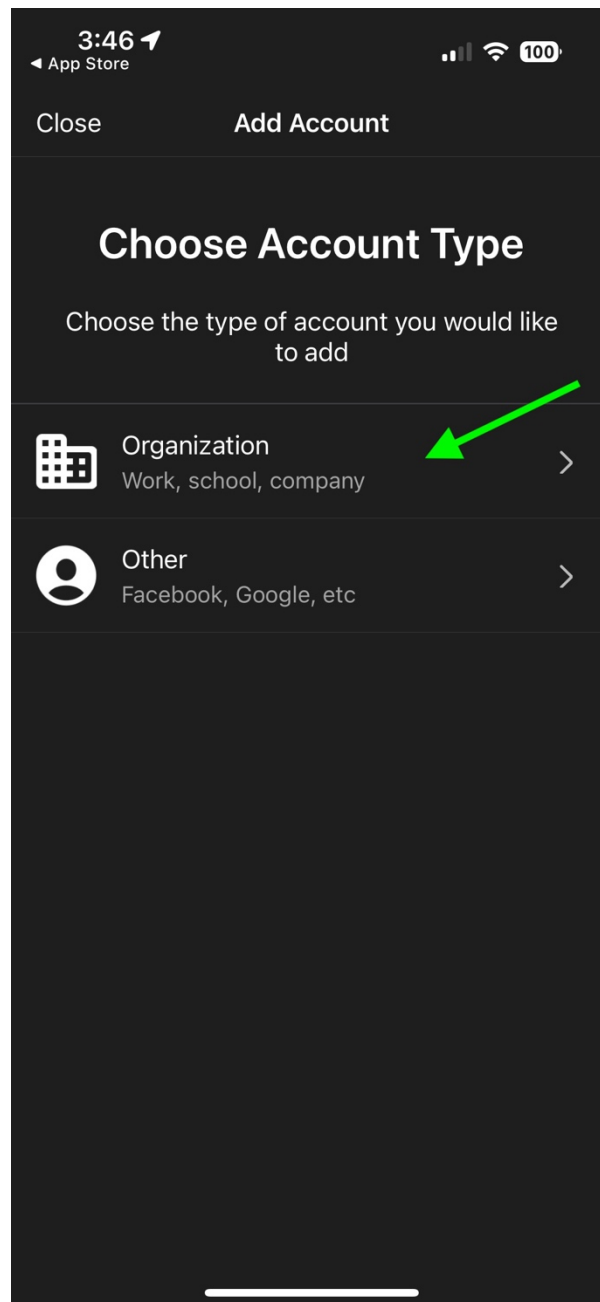 3:46
◀ App Store
100
Close
Add Account
Choose Account Type
Choose the type of account you would like
to add
Organization
Work, school, company
Other
Facebook, Google, etc